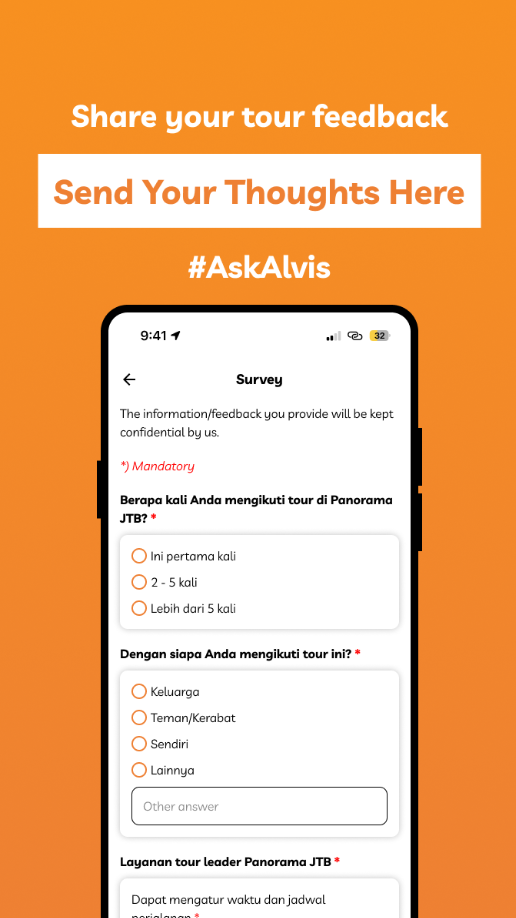 Share your tour feedback
Send Your Thoughts Here
#AskAlvis
9:41
32
Survey
The information/feedback you provide will be kept
confidential by us.
*) Mandatory
Berapa kali Anda mengikuti tour di Panorama
JTB? *
Ini pertama kali
2 - 5 kali
Lebih dari 5 kali
Dengan siapa Anda mengikuti tour ini? *
Keluarga
Teman/Kerabat
Sendiri
Lainnya
Other answer
Layanan tour leader Panorama JTB *
Dapat mengatur waktu dan jadwal
perjalanan *